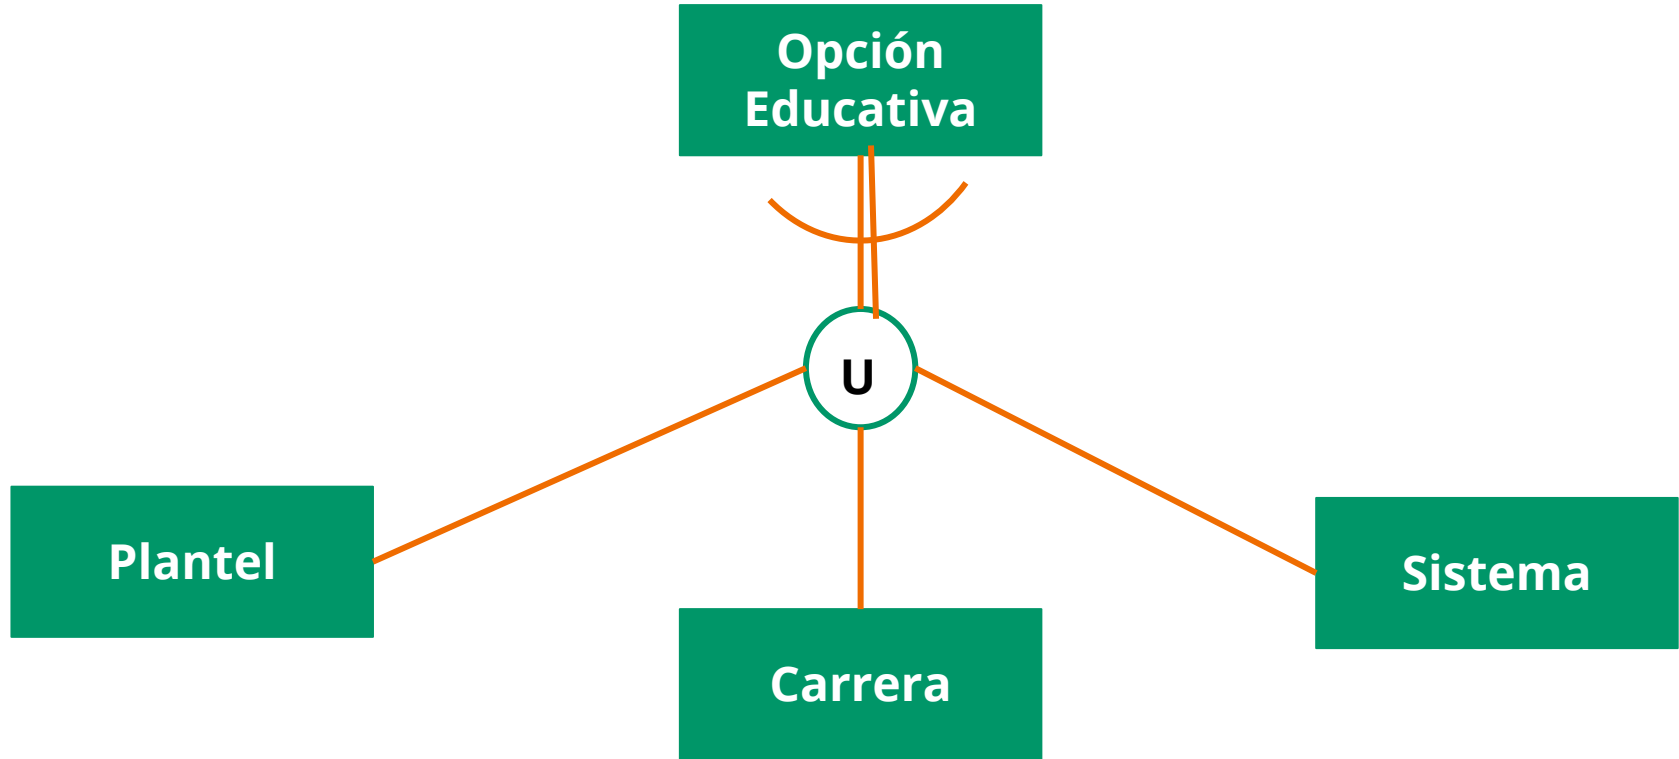 Opción
Educativa
U
Plantel
Sistema
Carrera